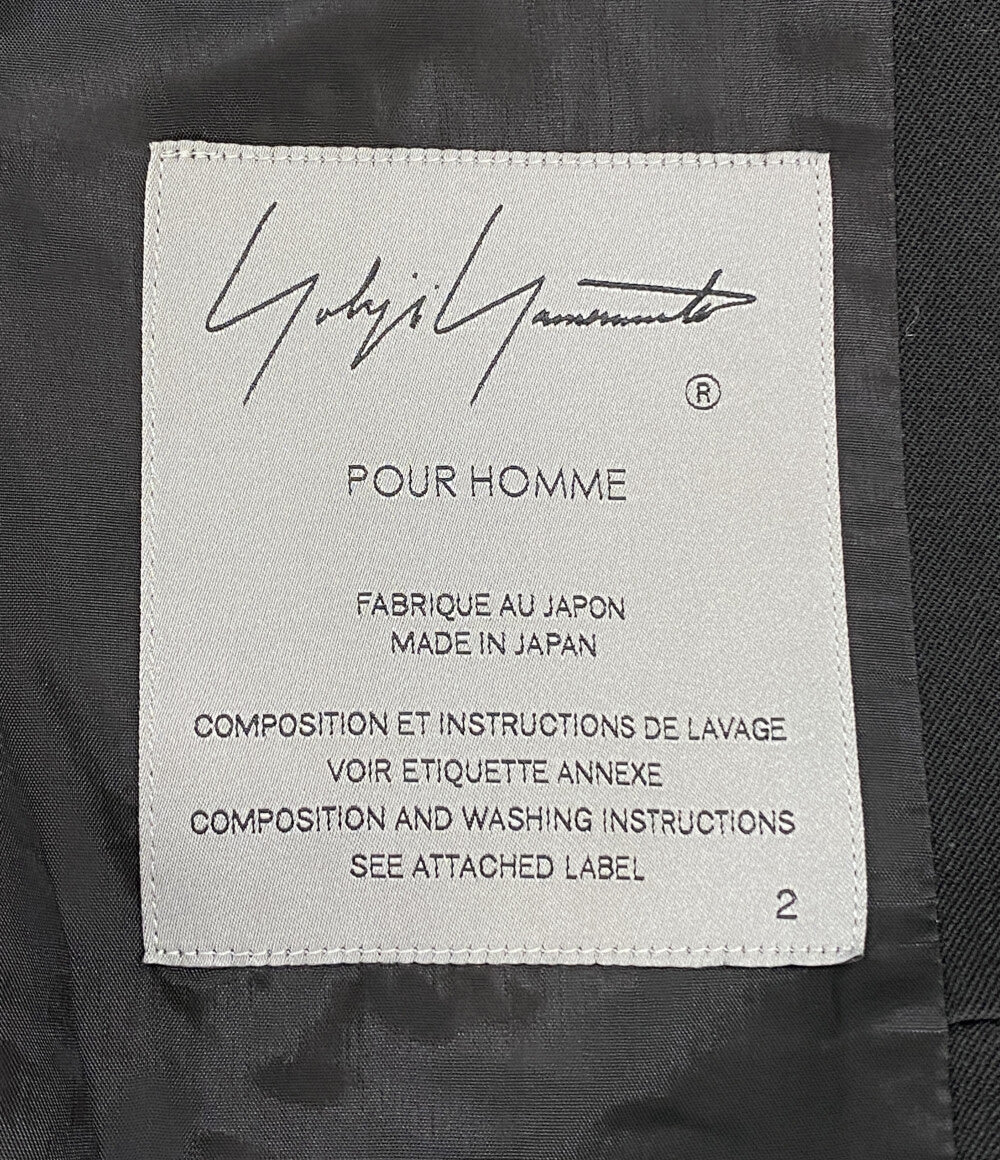 Yohji Yamamoto
®
POUR HOMME
FABRIQUE AU JAPON
MADE IN JAPAN
COMPOSITION ET INSTRUCTIONS DE LAVAGE
VOIR ETIQUETTE ANNEXE
COMPOSITION AND WASHING INSTRUCTIONS
SEE ATTACHED LABEL
2